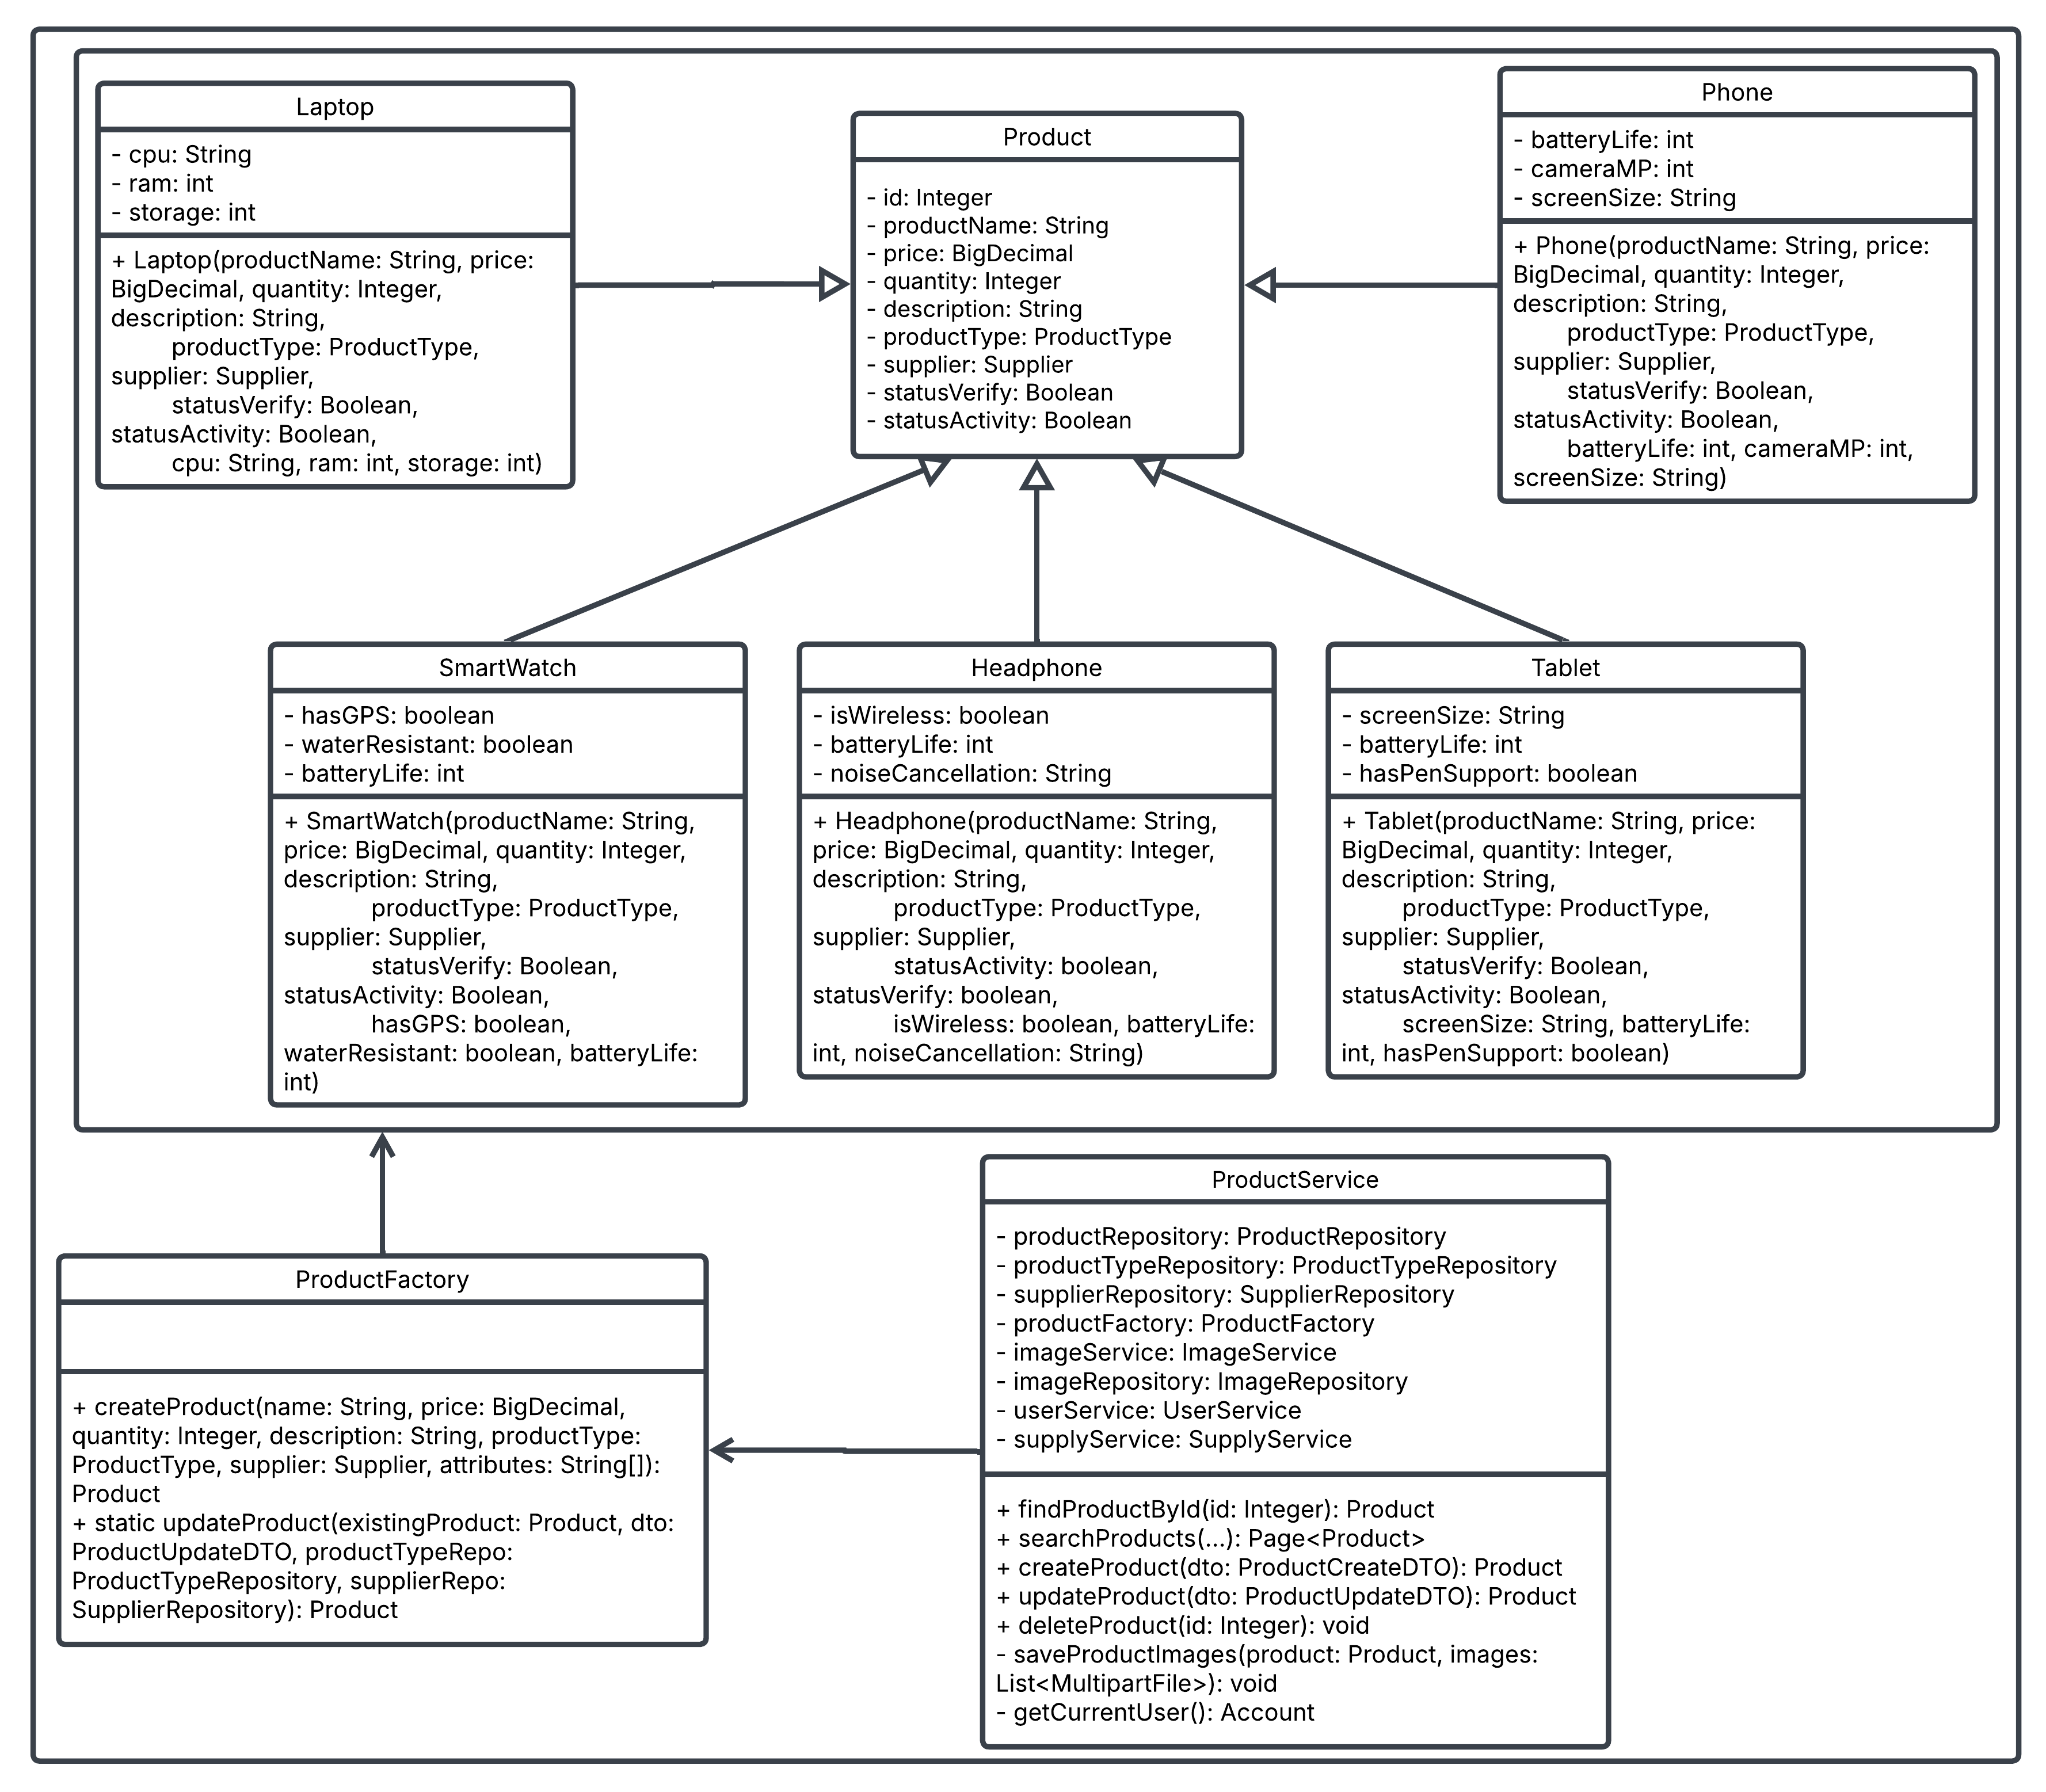 Laptop
- cpu: String
- ram: int
- storage: int
+ Laptop(productName: String, price:
BigDecimal, quantity: Integer,
description: String,
productType: ProductType,
supplier: Supplier,
statusVerify: Boolean,
statusActivity: Boolean,
cpu: String, ram: int, storage: int)
Product
- id: Integer
- productName: String
- price: BigDecimal
- quantity: Integer
- description: String
- productType: ProductType
- supplier: Supplier
- statusVerify: Boolean
- statusActivity: Boolean
Phone
- batteryLife: int
- cameraMP: int
- screenSize: String
+ Phone(productName: String, price:
BigDecimal, quantity: Integer,
description: String,
productType: ProductType,
supplier: Supplier,
statusVerify: Boolean,
statusActivity: Boolean,
batteryLife: int, cameraMP: int,
screenSize: String)
SmartWatch
- hasGPS: boolean
- waterResistant: boolean
- batteryLife: int
+ SmartWatch(productName: String,
price: BigDecimal, quantity: Integer,
description: String,
productType: ProductType,
supplier: Supplier,
statusVerify: Boolean,
statusActivity: Boolean,
hasGPS: boolean,
waterResistant: boolean, batteryLife:
int)
Headphone
- isWireless: boolean
- batteryLife: int
- noiseCancellation: String
+ Headphone(productName: String,
price: BigDecimal, quantity: Integer,
description: String,
productType: ProductType,
supplier: Supplier,
statusActivity: boolean,
statusVerify: boolean,
isWireless: boolean, batteryLife:
int, noiseCancellation: String)
Tablet
- screenSize: String
- batteryLife: int
- hasPenSupport: boolean
+ Tablet(productName: String, price:
BigDecimal, quantity: Integer,
description: String,
productType: ProductType,
supplier: Supplier,
statusVerify: Boolean,
statusActivity: Boolean,
screenSize: String, batteryLife:
int, hasPenSupport: boolean)
ProductFactory
+ createProduct(name: String, price: BigDecimal,
quantity: Integer, description: String, productType:
ProductType, supplier: Supplier, attributes: String[]):
Product
+ static updateProduct(existingProduct: Product, dto:
ProductUpdateDTO, productTypeRepo:
ProductTypeRepository, supplierRepo:
SupplierRepository): Product
ProductService
- productRepository: ProductRepository
- productTypeRepository: ProductTypeRepository
- supplierRepository: SupplierRepository
- productFactory: ProductFactory
- imageService: ImageService
- imageRepository: ImageRepository
- userService: UserService
- supplyService: SupplyService
+ findProductById(id: Integer): Product
+ searchProducts(...): Page<Product>
+ createProduct(dto: ProductCreateDTO): Product
+ updateProduct(dto: ProductUpdateDTO): Product
+ deleteProduct(id: Integer): void
- saveProductImages(product: Product, images:
List<MultipartFile>): void
- getCurrentUser(): Account